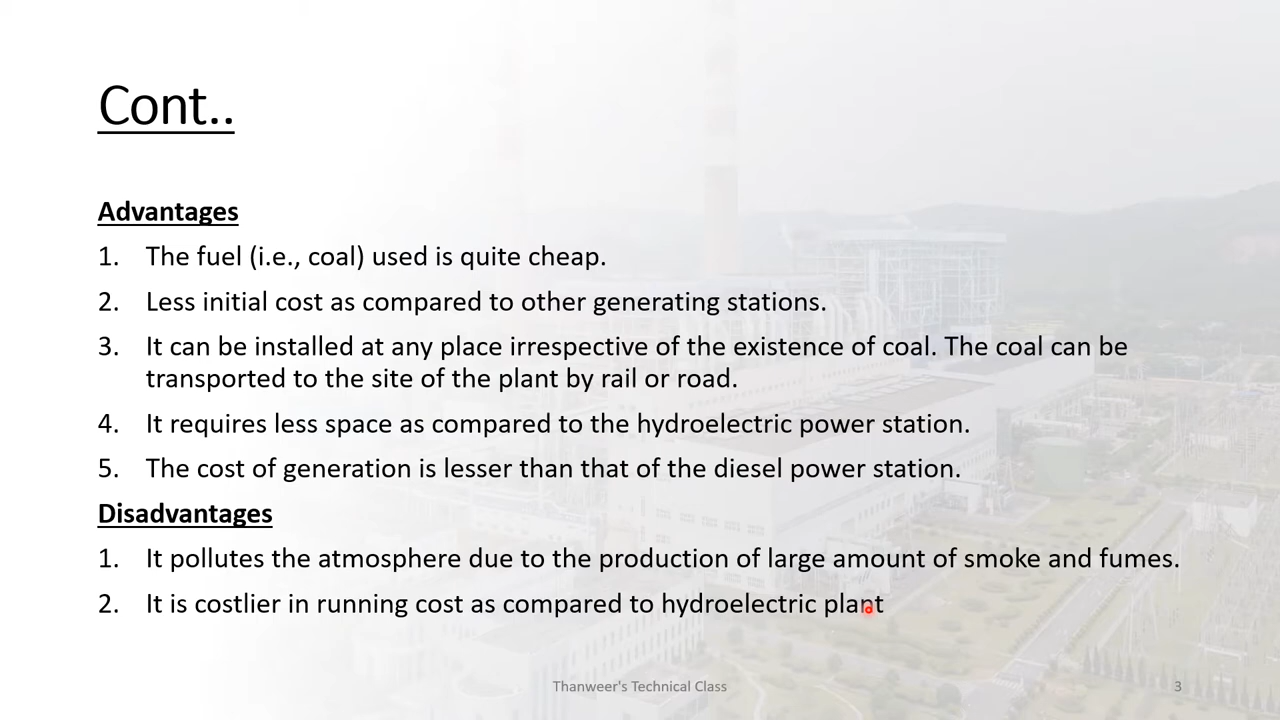 Cont..
Advantages
1. The fuel (i.e., coal) used is quite cheap.
2. Less initial cost as compared to other generating stations.
3. It can be installed at any place irrespective of the existence of coal. The coal can be
transported to the site of the plant by rail or road.
4. It requires less space as compared to the hydroelectric power station.
5. The cost of generation is lesser than that of the diesel power station.
Disadvantages
1. It pollutes the atmosphere due to the production of large amount of smoke and fumes.
2. It is costlier in running cost as compared to hydroelectric plant
Thanweer's Technical Class
3